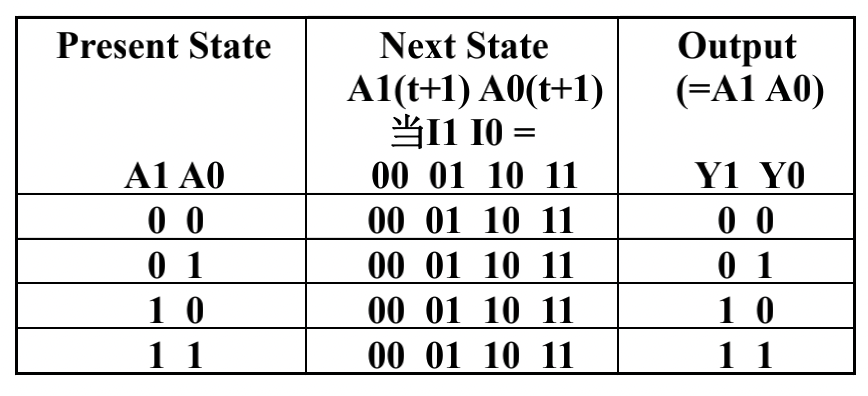 Present State Next State Output
A1(t+1) A0(t+1) (=A1 A0)
当I1 I0 =
A1 A0 00 01 10 11 Y1 Y0
0 0 00 01 10 11 0 0
0 1 00 01 10 11 0 1
1 0 00 01 10 11 1 0
1 1 00 01 10 11 1 1